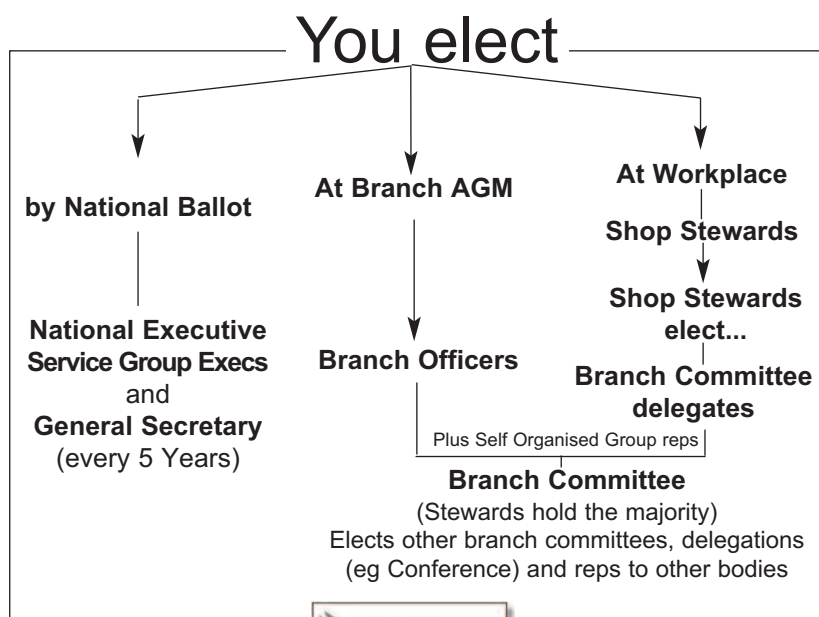 You elect
by National Ballot
National Executive
Service Group Execs
and
General Secretary
(every 5 Years)
At Branch AGM
Branch Officers
At Workplace
Shop Stewards
Shop Stewards
elect...
Branch Committee
delegates
Plus Self Organised Group reps
Branch Committee
(Stewards hold the majority)
Elects other branch committees, delegations
(eg Conference) and reps to other bodies